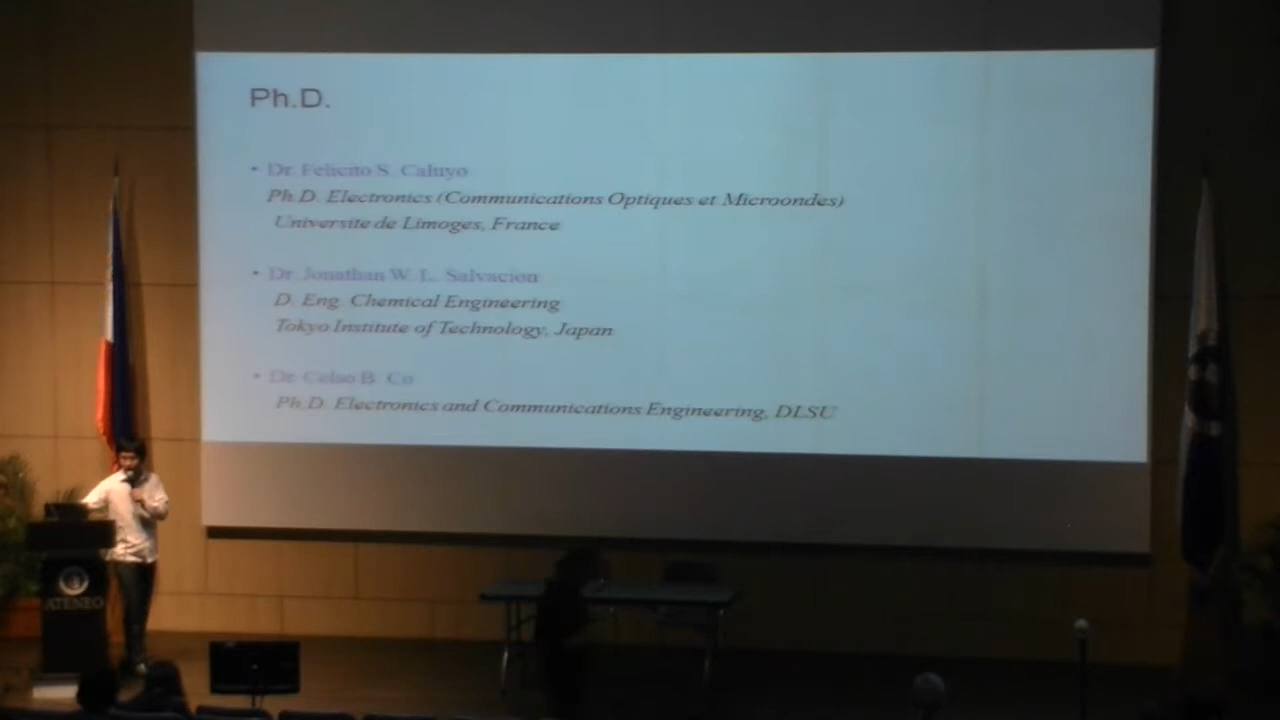 Ph.D.
• Dr. Felicito S. Caluyo
Ph.D. Electronics (Communications Optiques et Microondes)
Universite de Limoges, France
• Dr. Jonathan W. L. Salvacion
D. Eng. Chemical Engineering
Tokyo Institute of Technology, Japan
• Dr. Celso B. Co
Ph.D. Electronics and Communications Engineering, DLSU
ATENEO